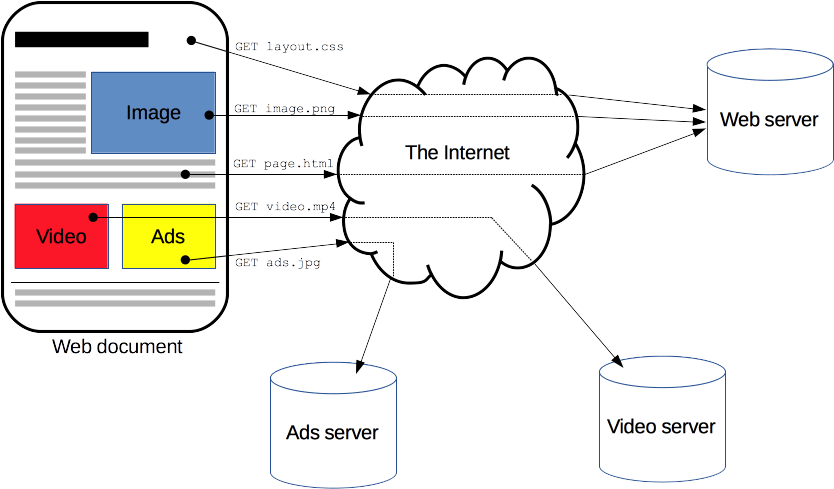 GET layout.css
Image
GET image.png
Web server
The Internet
GET page.html
GET video.mp4
Video
Ads
GET ads.jpg
Web document
Ads server
Video server